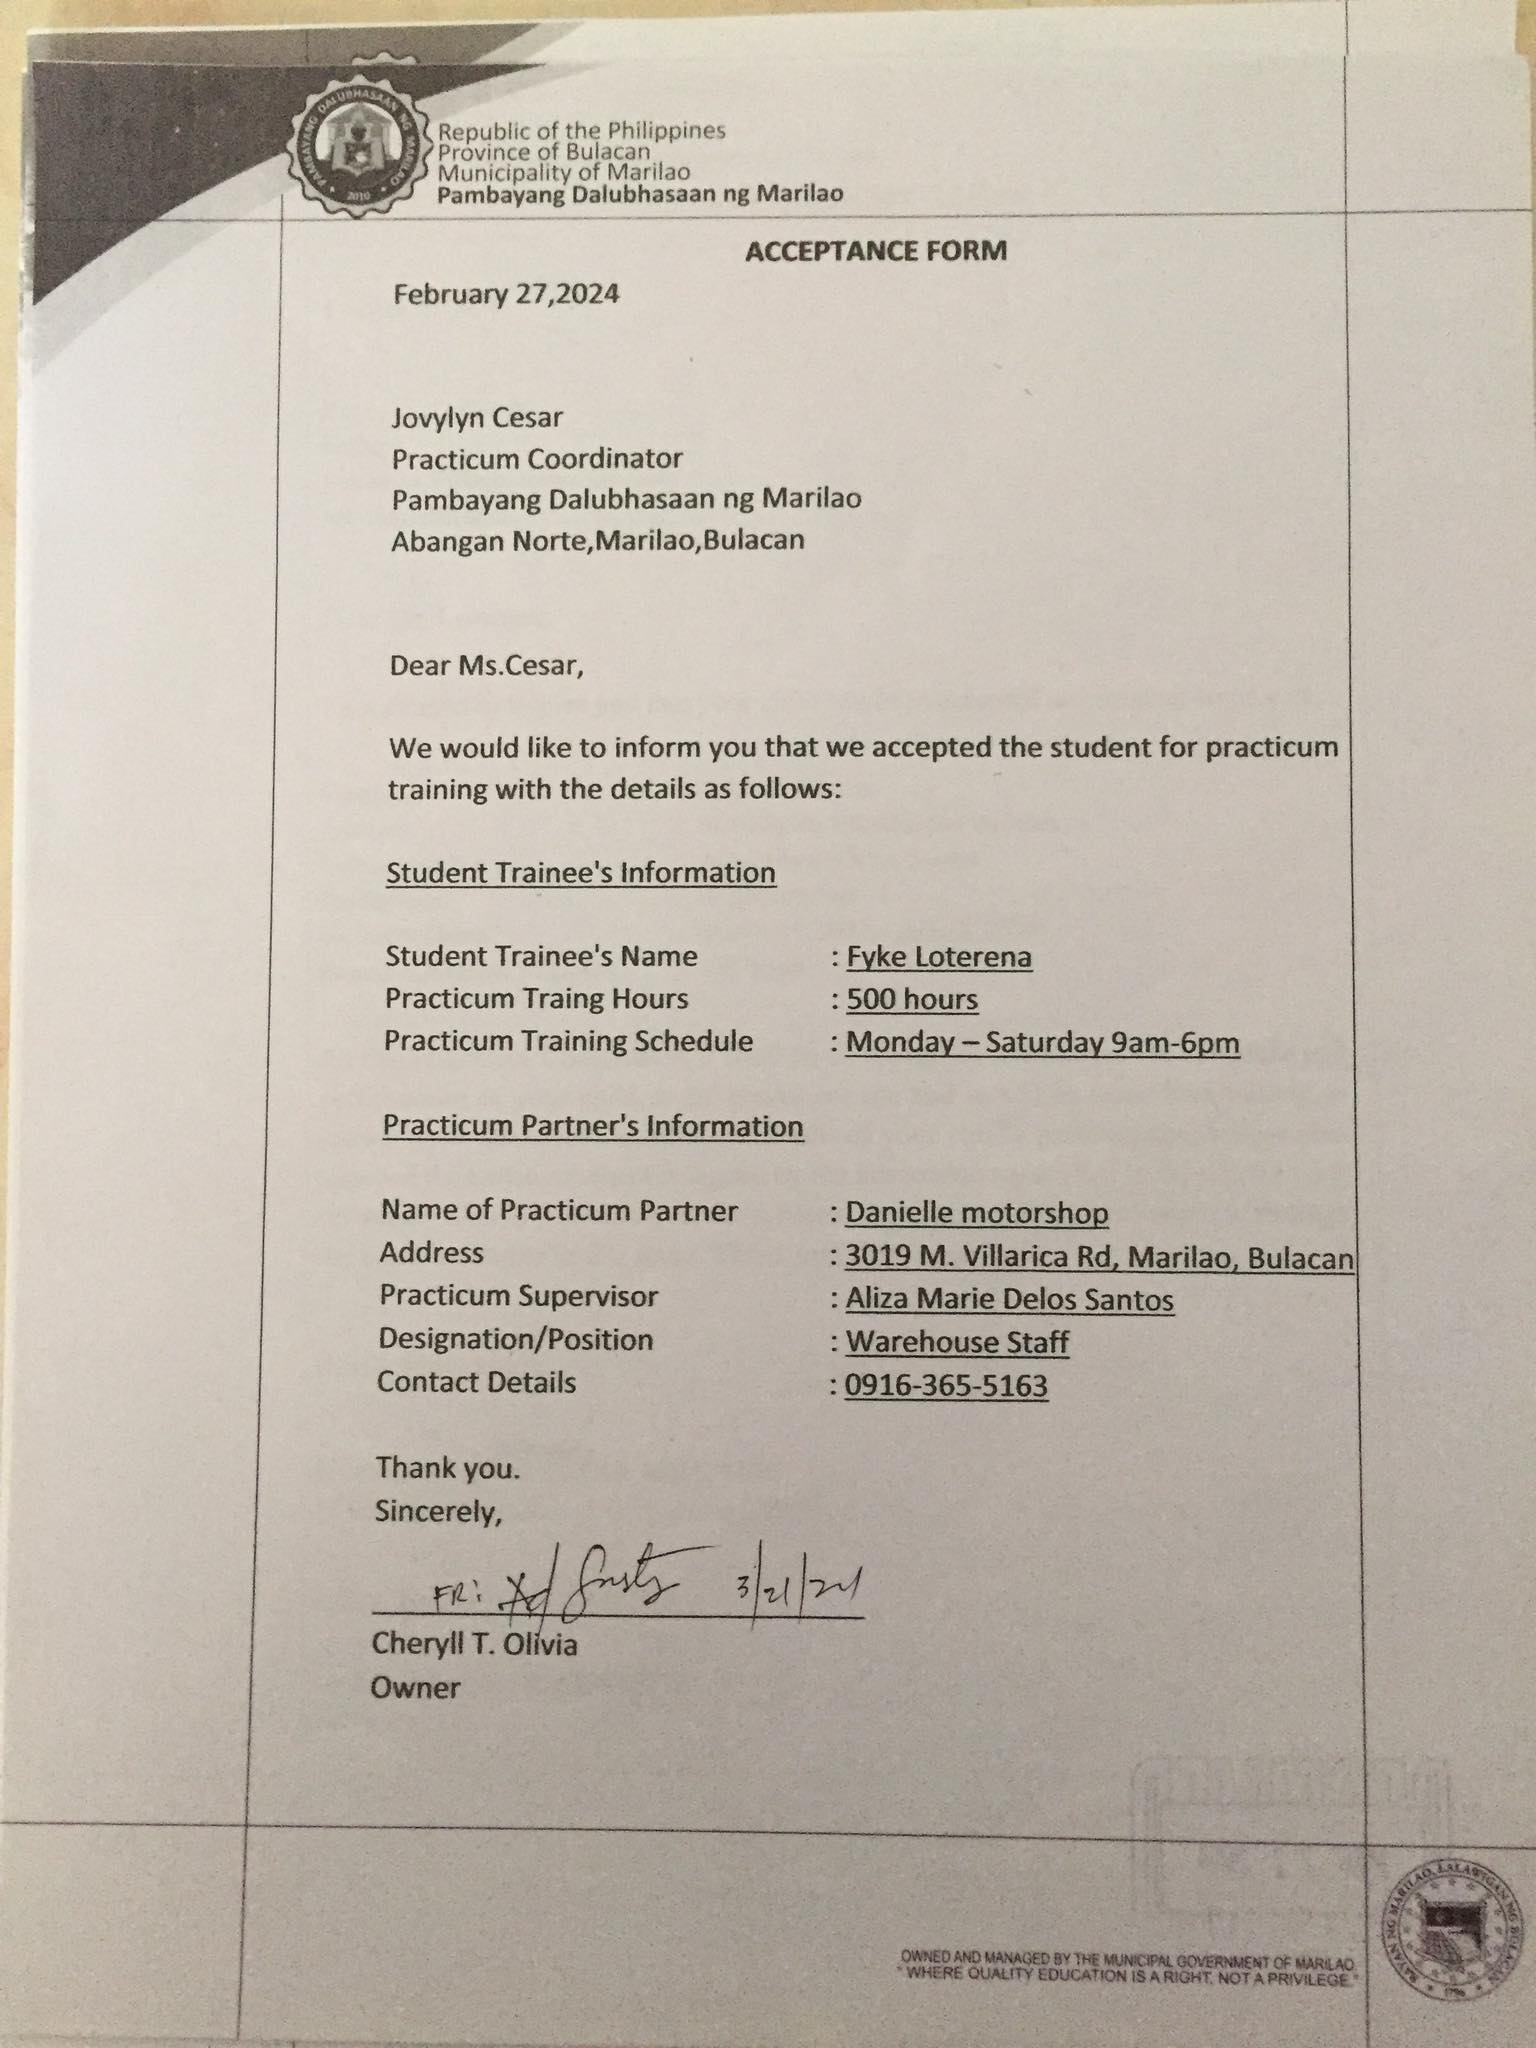 PAMBAYANG DALUBHASAAN NG MARILAO
2010
Republic of the Philippines
Province of Bulacan
Municipality of Marilao
Pambayang Dalubhasaan ng Marilao
ACCEPTANCE FORM
February 27,2024
Jovylyn Cesar
Practicum Coordinator
Pambayang Dalubhasaan ng Marilao
Abangan Norte,Marilao,Bulacan
Dear Ms.Cesar,
We would like to inform you that we accepted the student for practicum
training with the details as follows:
Student Trainee's Information
Student Trainee's Name : Fyke Loterena
Practicum Traing Hours : 500 hours
Practicum Training Schedule : Monday – Saturday 9am-6pm
Practicum Partner's Information
Name of Practicum Partner : Danielle motorshop
Address : 3019 M. Villarica Rd, Marilao, Bulacan
Practicum Supervisor : Aliza Marie Delos Santos
Designation/Position : Warehouse Staff
Contact Details : 0916-365-5163
Thank you.
Sincerely,
FR: 3/21/24
Cheryll T. Olivia
Owner
OWNED AND MANAGED BY THE MUNICIPAL GOVERNMENT OF MARILAO
" WHERE QUALITY EDUCATION IS A RIGHT, NOT A PRIVILEGE."
BAYAN NG MARILAO, LALAWIGAN NG BULACAN
1796